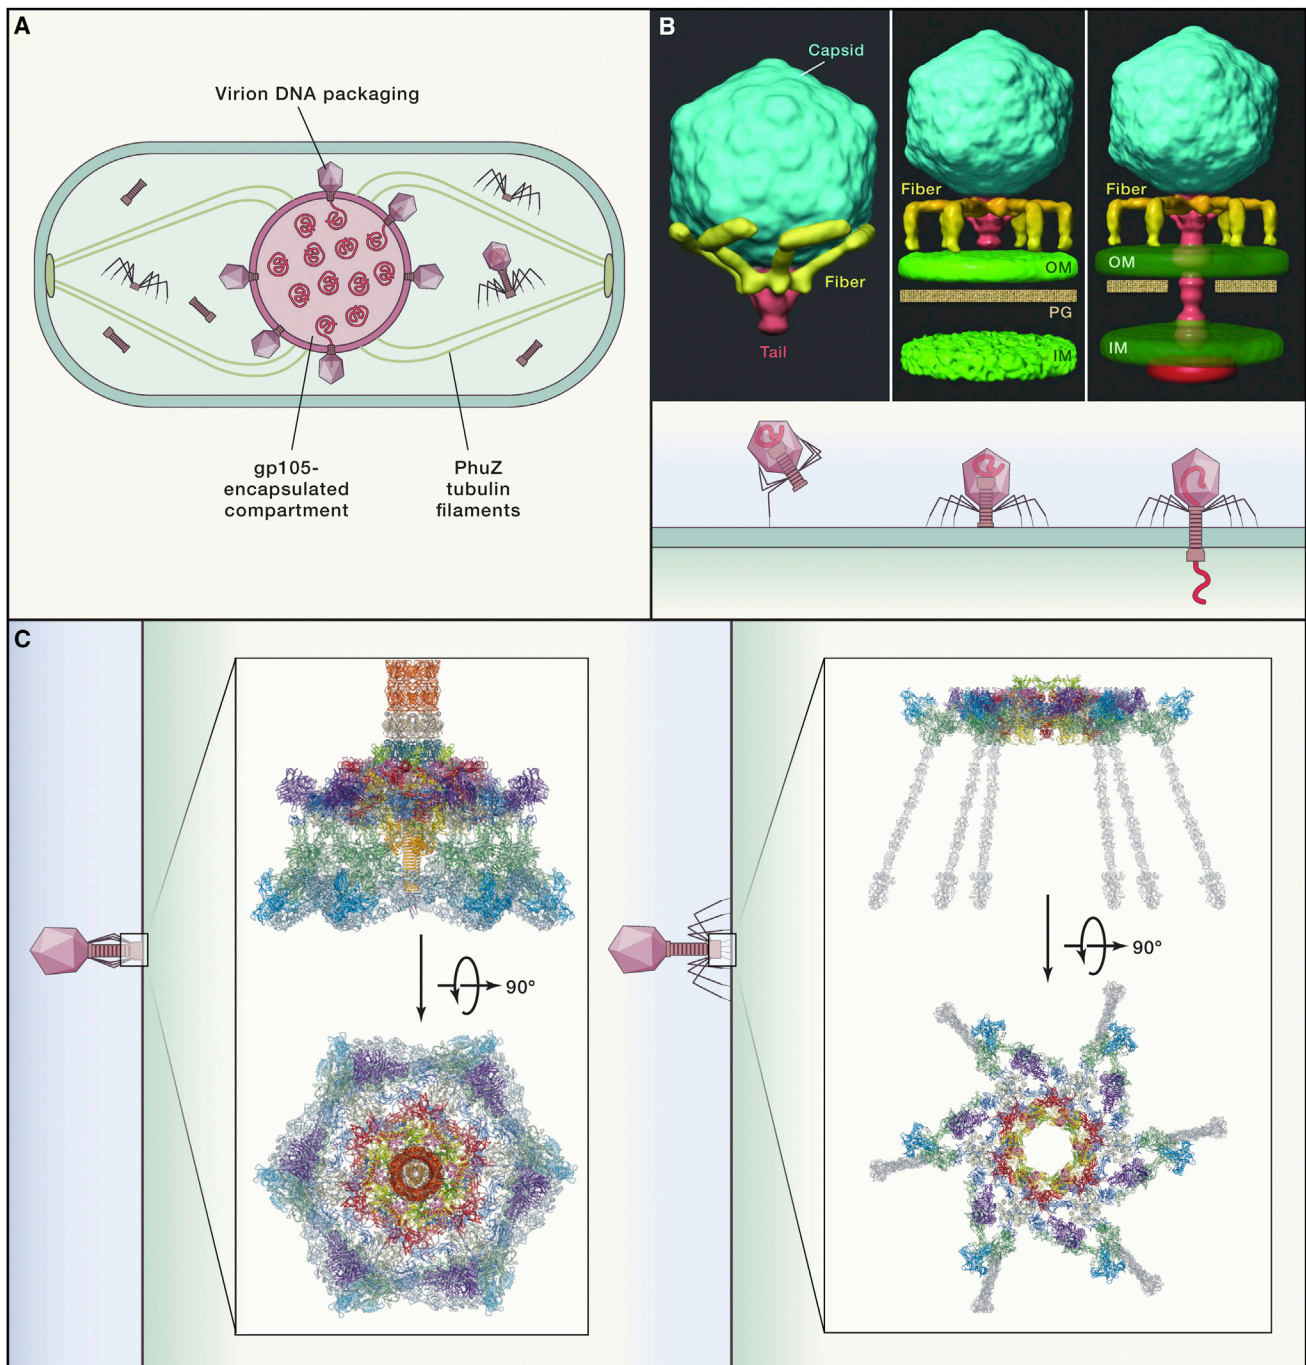 A
Virion DNA packaging
gp105-
encapsulated
compartment
PhuZ
tubulin
filaments
B
Capsid
Fiber
Tail
Fiber
OM
PG
IM
Fiber
OM
IM
C
90°
90°